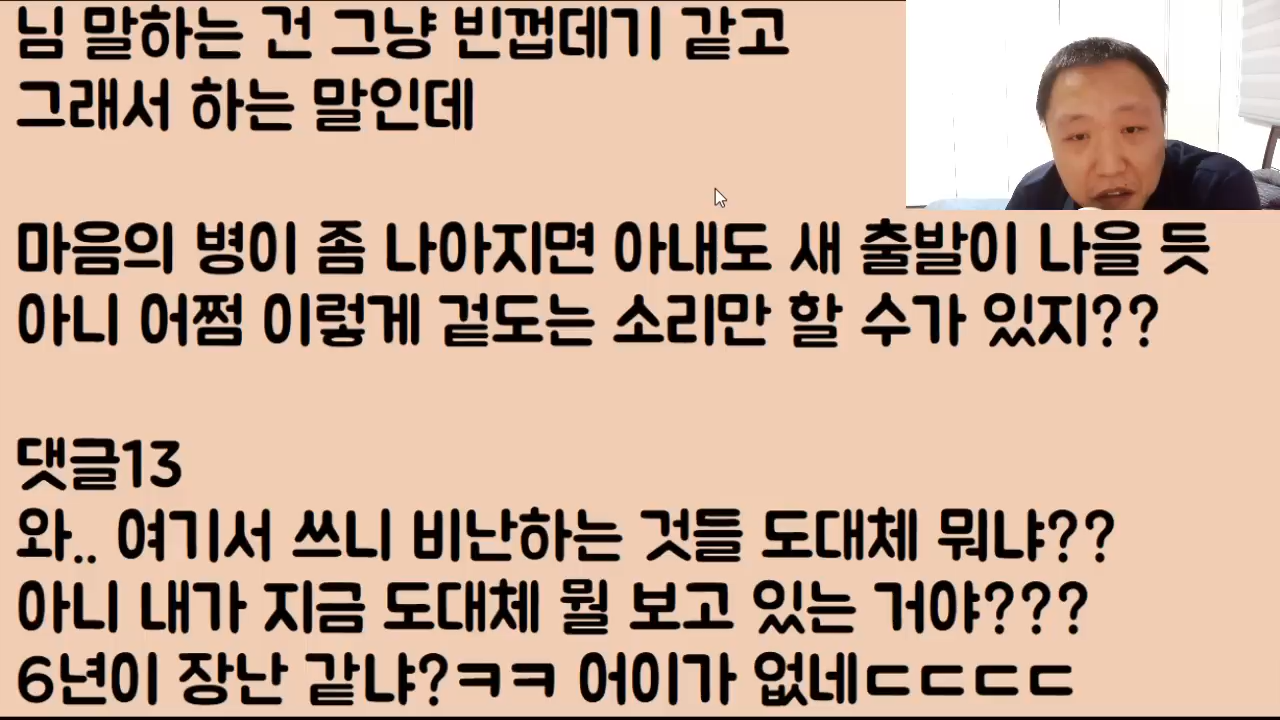 님 말하는 건 그냥 빈껍데기 같고
그래서 하는 말인데
마음의 병이 좀 나아지면 아내도 새 출발이 나을 듯
아니 어쩜 이렇게 겉도는 소리만 할 수가 있지??
댓글13
와.. 여기서 쓰니 비난하는 것들 도대체 뭐냐??
아니 내가 지금 도대체 뭘 보고 있는 거야???
6년이 장난 같냐?ㅋㅋ 어이가 없네ㄷㄷㄷㄷ